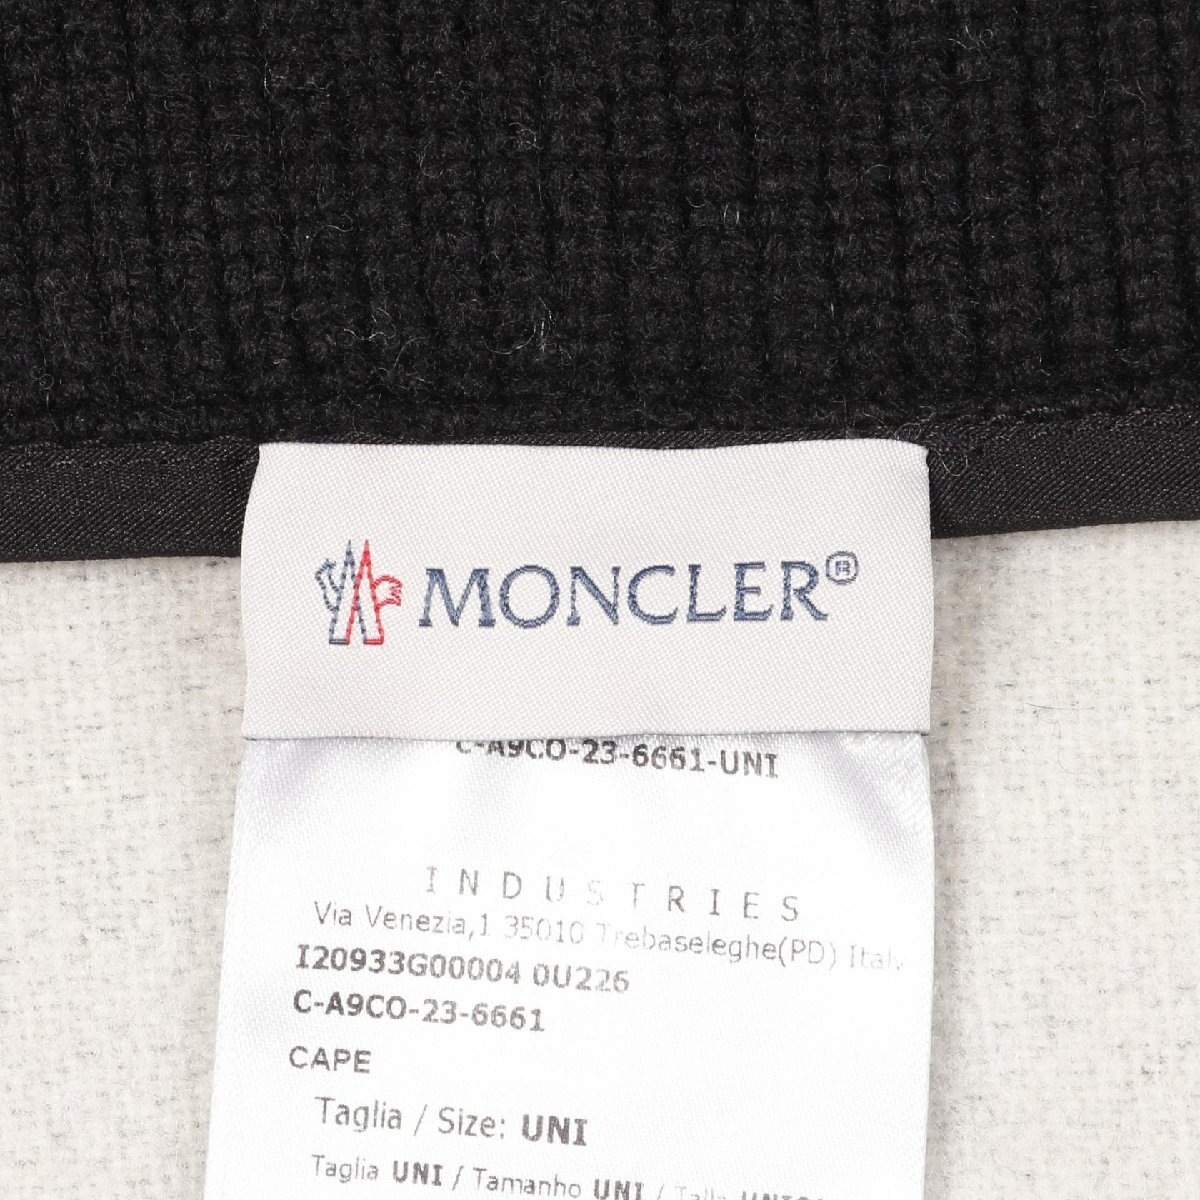 MONCLER®
C-A9CO-23-6661-UNI
INDUSTRIES
Via Venezia,1 35010 Trebaseleghe(PD) Italy
I20933G00004 0U226
C-A9CO-23-6661
CAPE
Taglia / Size: UNI
Taglia UNI / Tamanho UNI / Talla